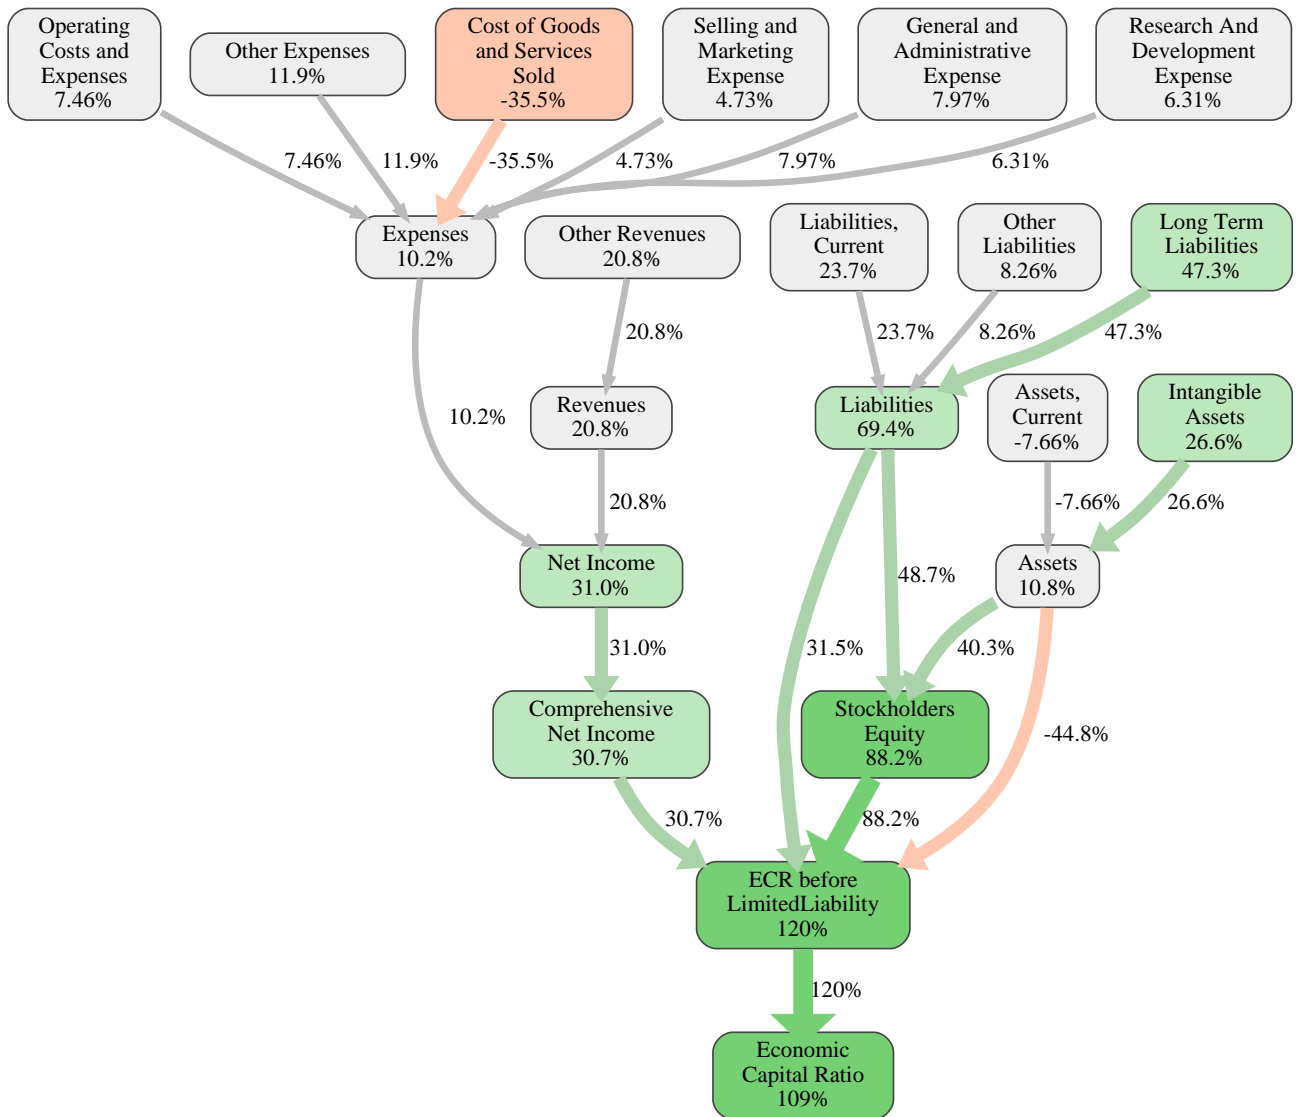 Operating
Costs and
Expenses
7.46%
Other Expenses
11.9%
Cost of Goods
and Services
Sold
-35.5%
Selling and
Marketing
Expense
4.73%
General and
Administrative
Expense
7.97%
Research And
Development
Expense
6.31%
7.46%
11.9%
-35.5%
4.73%
7.97%
6.31%
Expenses
10.2%
Other Revenues
20.8%
Liabilities,
Current
23.7%
Other
Liabilities
8.26%
Long Term
Liabilities
47.3%
20.8%
23.7%
8.26%
47.3%
10.2%
Revenues
20.8%
Liabilities
69.4%
Assets,
Current
-7.66%
Intangible
Assets
26.6%
20.8%
-7.66%
26.6%
Net Income
31.0%
48.7%
Assets
10.8%
31.0%
31.5%
40.3%
Comprehensive
Net Income
30.7%
Stockholders
Equity
88.2%
-44.8%
30.7%
88.2%
ECR before
LimitedLiability
120%
120%
Economic
Capital Ratio
109%